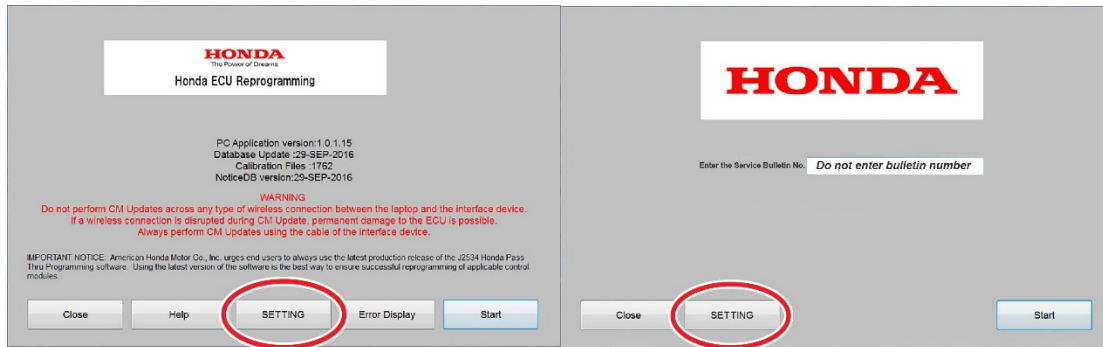 HONDA
The Power of Dreams
Honda ECU Reprogramming
PC Application version:1.0.1.15
Database Update :29-SEP-2016
Calibration Files :1762
NoticeDB version:29-SEP-2016
WARNING
Do not perform CM Updates across any type of wireless connection between the laptop and the interface device.
If a wireless connection is disrupted during CM Update, permanent damage to the ECU is possible.
Always perform CM Updates using the cable of the interface device.
IMPORTANT NOTICE: American Honda Motor Co., Inc. urges end users to always use the latest production release of the J2534 Honda Pass
Thru Programming software. Using the latest version of the software is the best way to ensure successful reprogramming of applicable control
modules.
Close Help SETTING Error Display Start
HONDA
Enter the Service Bulletin No. Do not enter bulletin number
Close SETTING Start